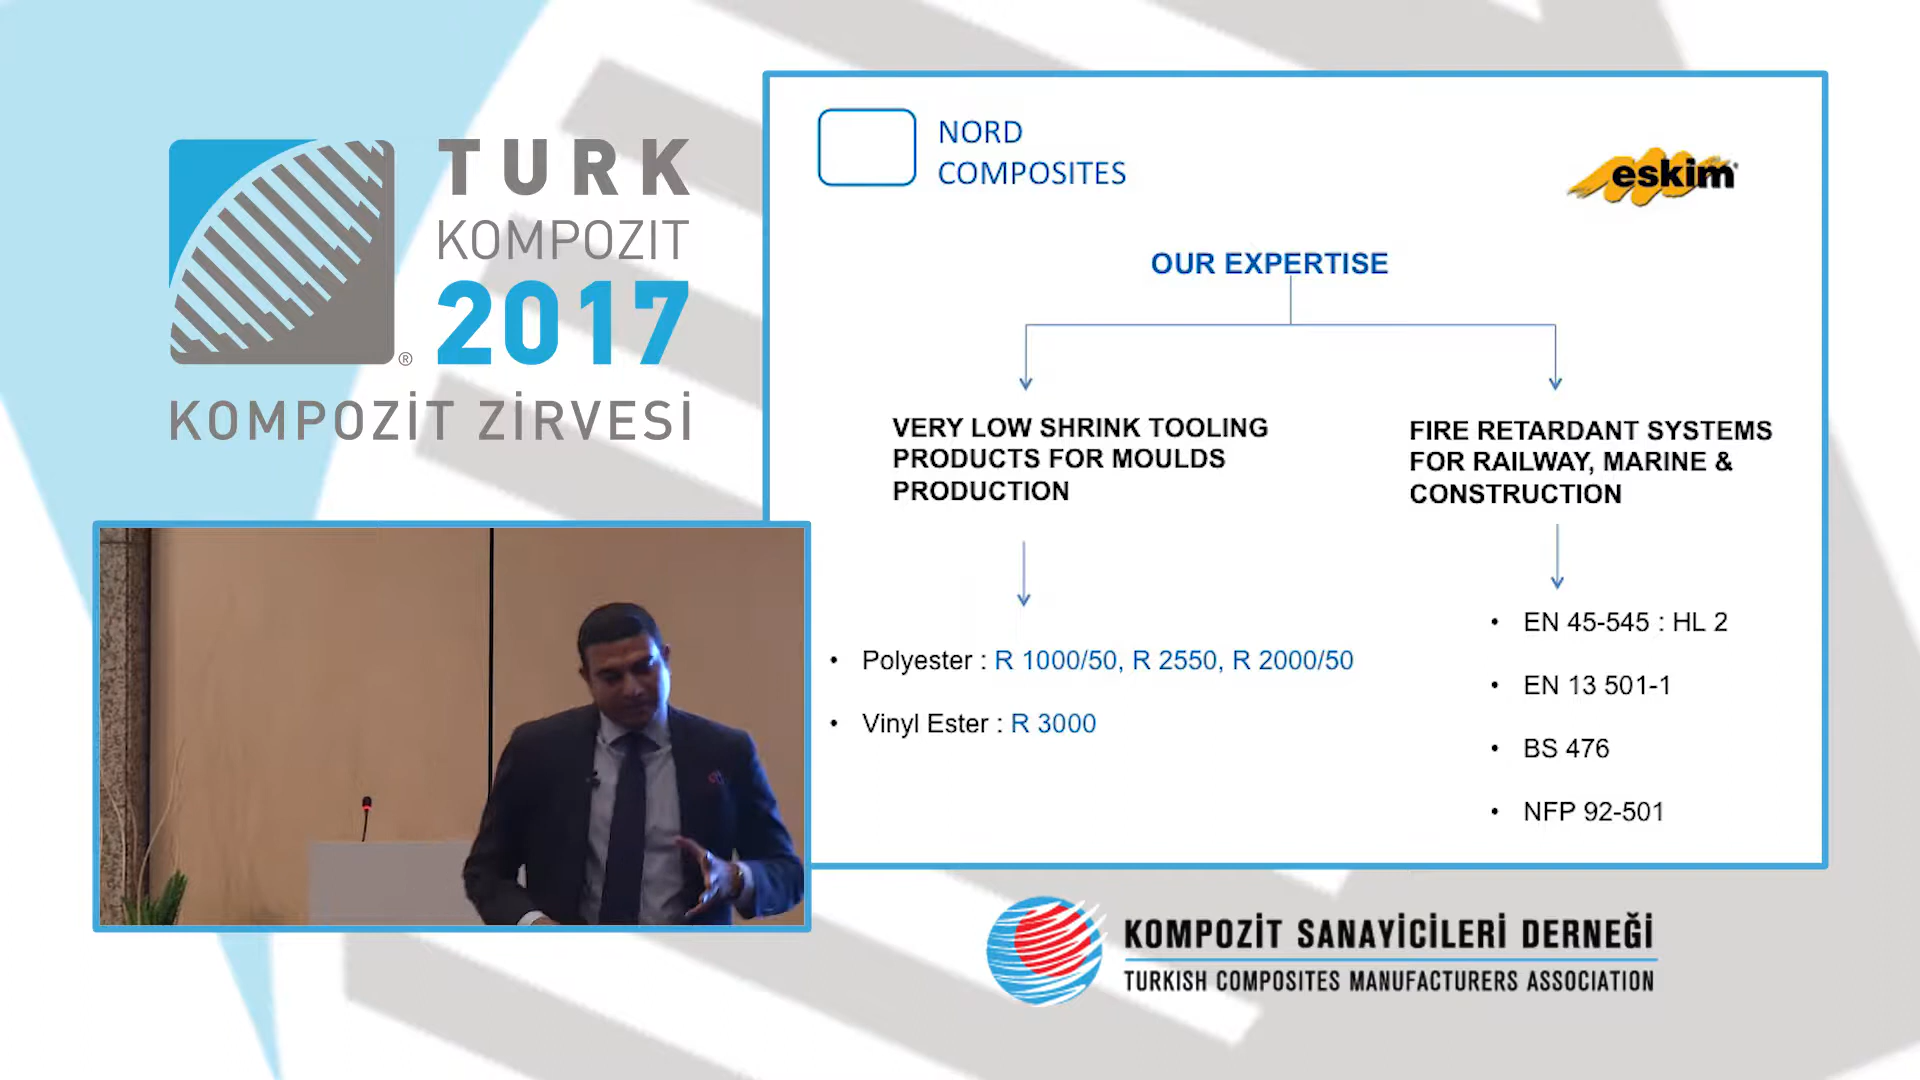 TURK
KOMPOZIT
2017
®
KOMPOZİT ZİRVESİ
NORD
COMPOSITES
eskim
OUR EXPERTISE
VERY LOW SHRINK TOOLING
PRODUCTS FOR MOULDS
PRODUCTION
• Polyester : R 1000/50, R 2550, R 2000/50
• Vinyl Ester : R 3000
FIRE RETARDANT SYSTEMS
FOR RAILWAY, MARINE &
CONSTRUCTION
• EN 45-545 : HL 2
• EN 13 501-1
• BS 476
• NFP 92-501
KOMPOZİT SANAYİCİLERİ DERNEĞİ
TURKISH COMPOSITES MANUFACTURERS ASSOCIATION